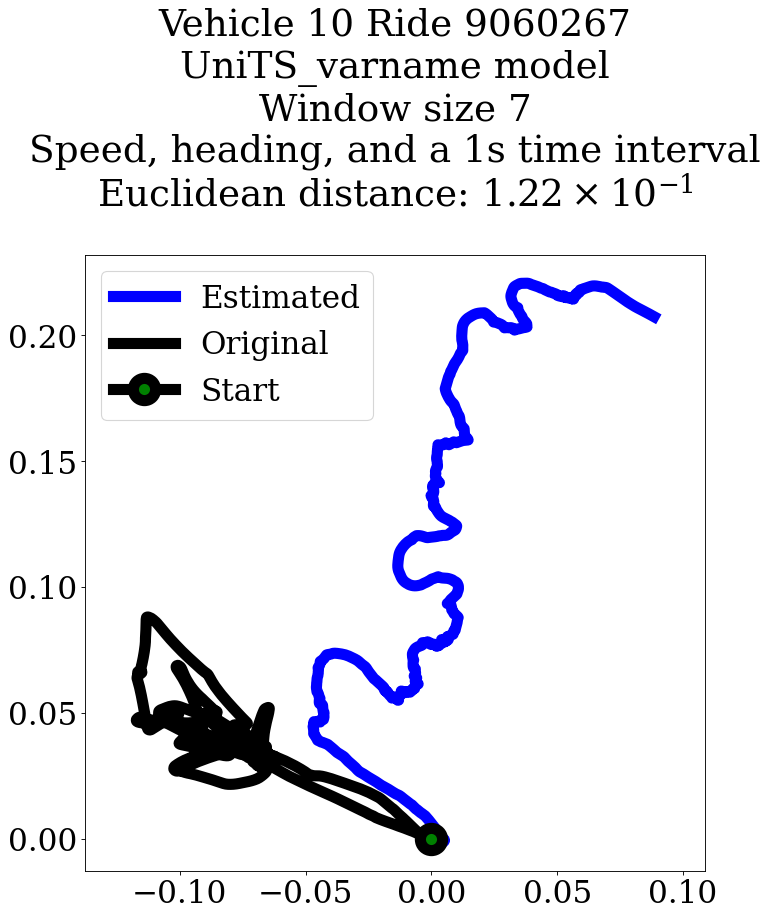 Vehicle 10 Ride 9060267
UniTS_varname model
Window size 7
Speed, heading, and a 1s time interval
Euclidean distance: 1.22 × 10⁻¹
Estimated
Original
Start
0.20
0.15
0.10
0.05
0.00
−0.10
−0.05
0.00
0.05
0.10